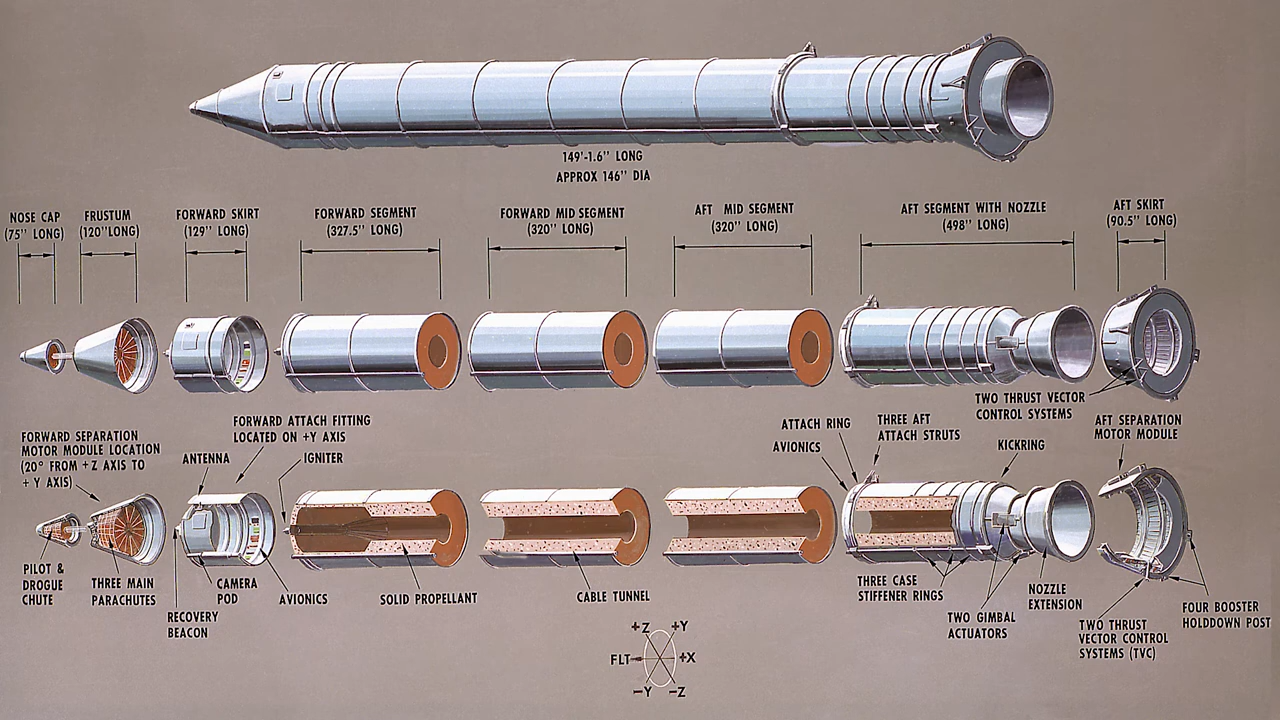 149'-1.6" LONG
APPROX 146" DIA
NOSE CAP
(75" LONG)
FRUSTUM
(120"LONG)
FORWARD SKIRT
(129" LONG)
FORWARD SEGMENT
(327.5" LONG)
FORWARD MID SEGMENT
(320" LONG)
AFT MID SEGMENT
(320" LONG)
AFT SEGMENT WITH NOZZLE
(498" LONG)
AFT SKIRT
(90.5" LONG)
TWO THRUST VECTOR
CONTROL SYSTEMS
FORWARD SEPARATION
MOTOR MODULE LOCATION
(20° FROM +Z AXIS TO
+Y AXIS)
ANTENNA
FORWARD ATTACH FITTING
LOCATED ON +Y AXIS
IGNITER
ATTACH RING
AVIONICS
THREE AFT
ATTACH STRUTS
KICKRING
AFT SEPARATION
MOTOR MODULE
PILOT &
DROGUE
CHUTE
THREE MAIN
PARACHUTES
RECOVERY
BEACON
CAMERA
POD
AVIONICS
SOLID PROPELLANT
CABLE TUNNEL
THREE CASE
STIFFENER RINGS
TWO GIMBAL
ACTUATORS
NOZZLE
EXTENSION
TWO THRUST
VECTOR CONTROL
SYSTEMS (TVC)
FOUR BOOSTER
HOLDDOWN POST
+Z +Y
FLT +X
-Y -Z